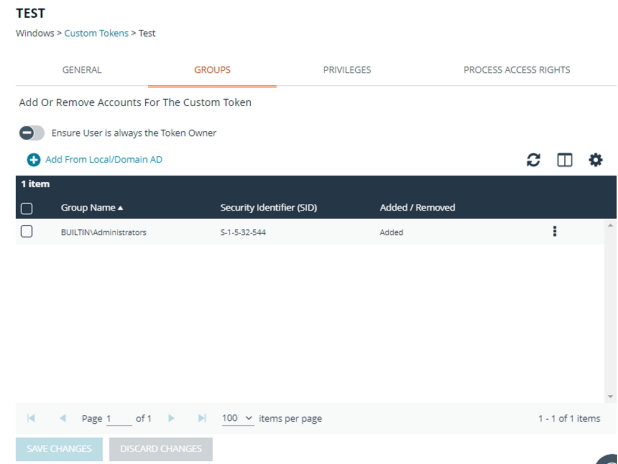 TEST
Windows > Custom Tokens > Test
GENERAL GROUPS PRIVILEGES PROCESS ACCESS RIGHTS
Add Or Remove Accounts For The Custom Token
Ensure User is always the Token Owner
Add From Local/Domain AD
1 item
Group Name Security Identifier (SID) Added / Removed
BUILTIN\Administrators S-1-5-32-544 Added
Page 1 of 1 100 items per page 1 - 1 of 1 items
SAVE CHANGES DISCARD CHANGES